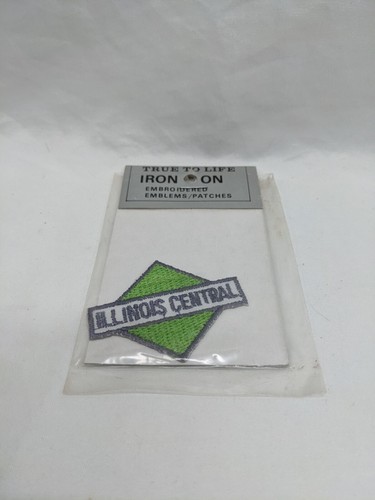 TRUE TO LIFE
IRON ON
EMBROIDERED
EMBLEMS/PATCHES
ILLINOIS CENTRAL